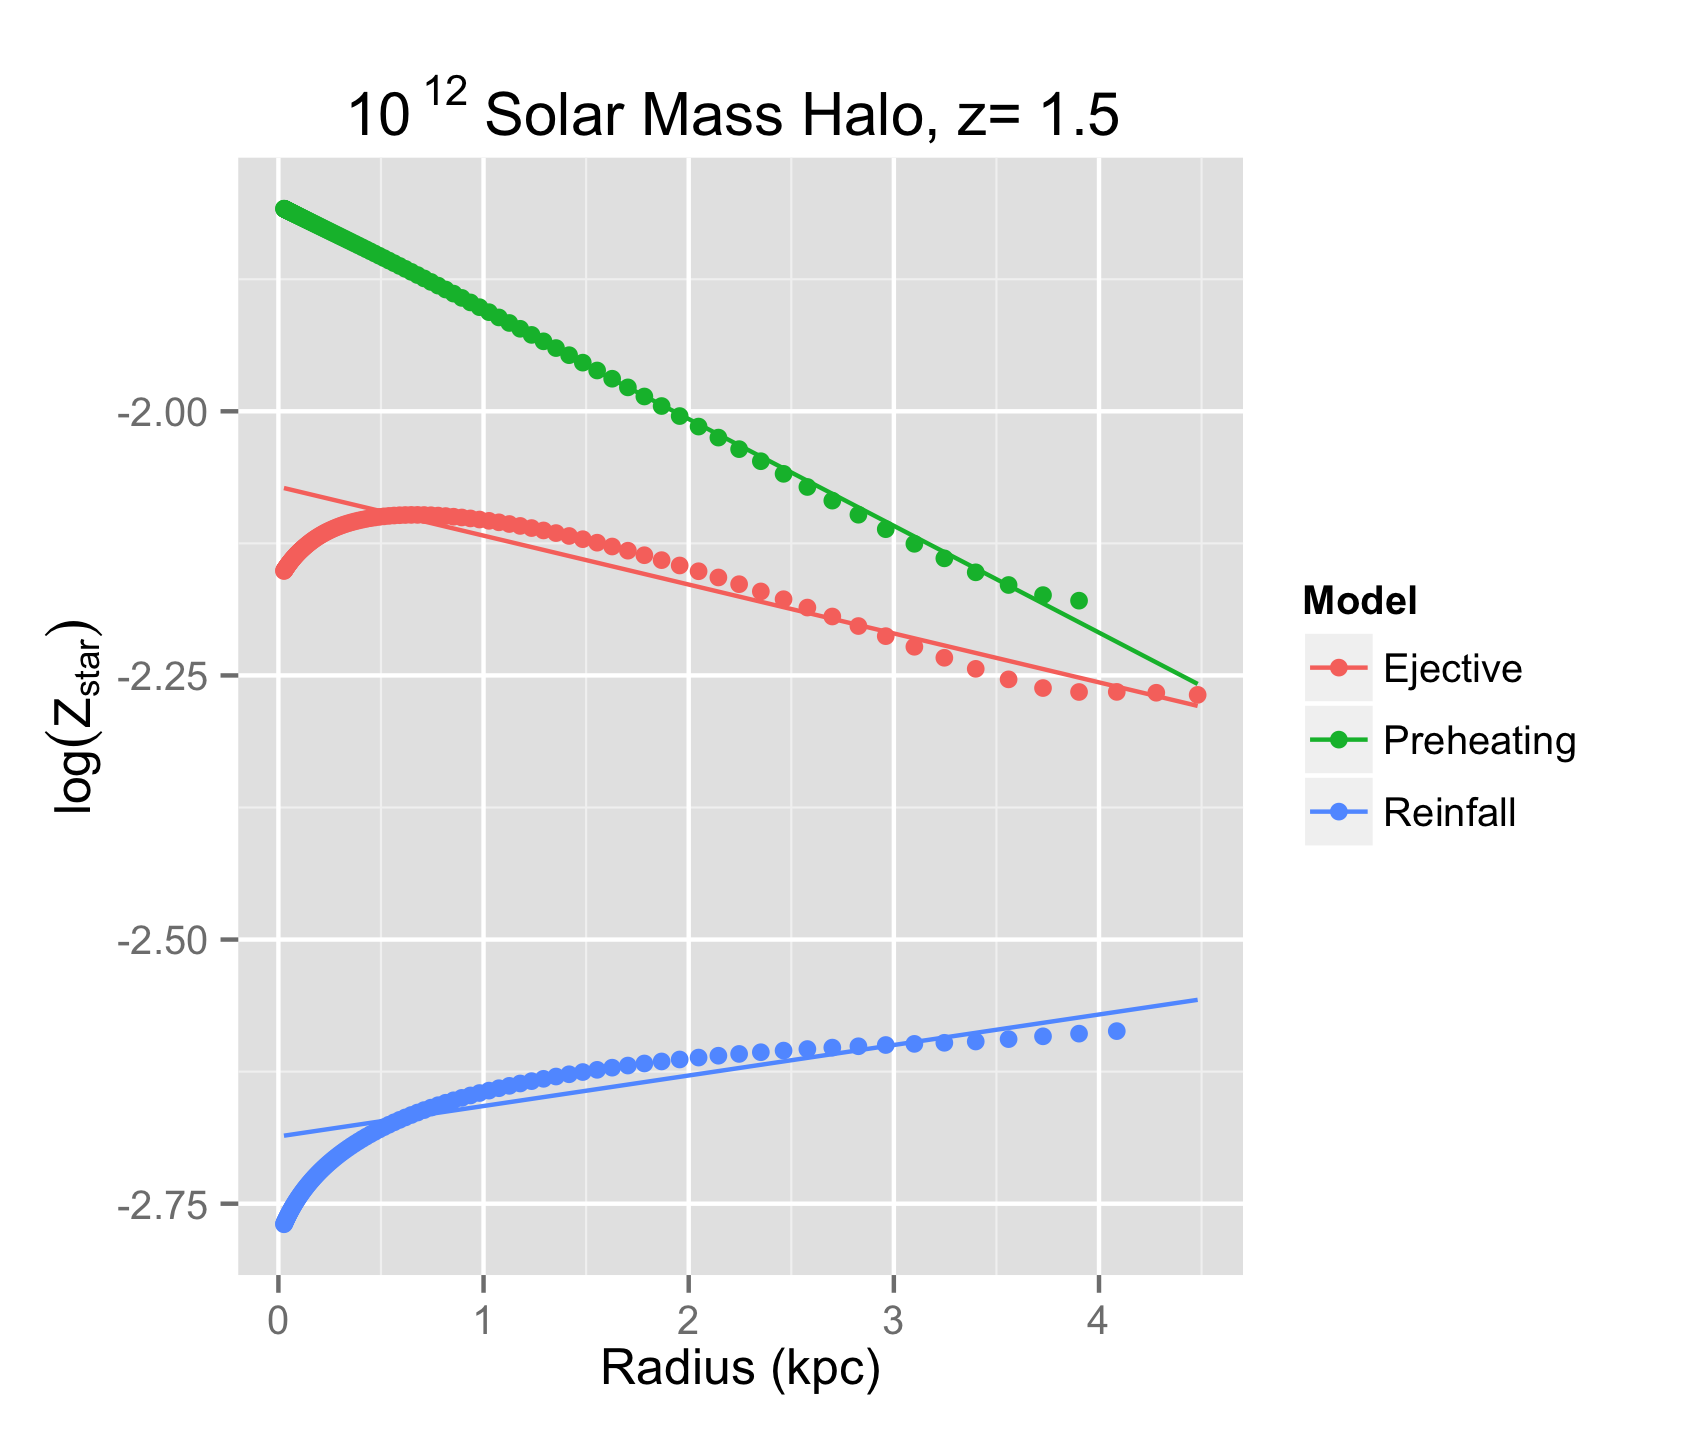 10 12 Solar Mass Halo, z= 1.5
log(Zstar)
-2.00
-2.25
-2.50
-2.75
0 1 2 3 4
Radius (kpc)
Model
Ejective
Preheating
Reinfall